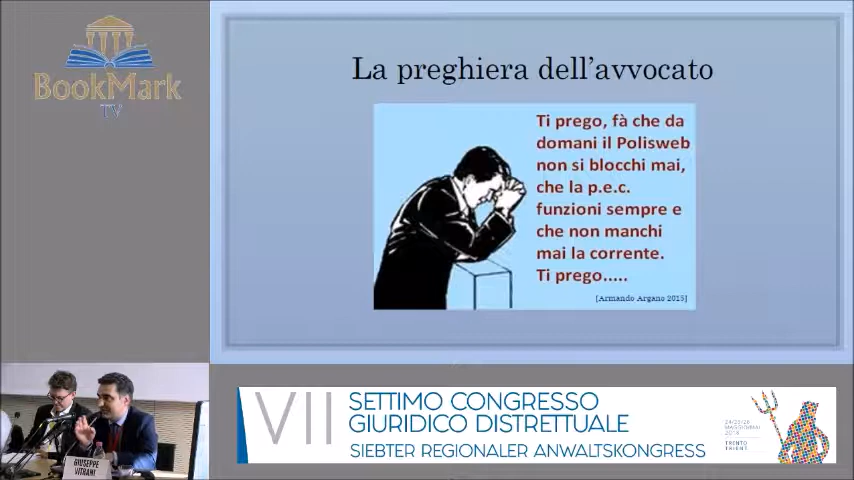 BookMark
TV
La preghiera dell'avvocato
Ti prego, fà che da
domani il Polisweb
non si blocchi mai,
che la p.e.c.
funzioni sempre e
che non manchi
mai la corrente.
Ti prego.....
[Armando Argano 2015]
GIUSEPPE
VITRANI
VII
SETTIMO CONGRESSO
GIURIDICO DISTRETTUALE
SIEBTER REGIONALER ANWALTSKONGRESS
TRENTO
TRIENT